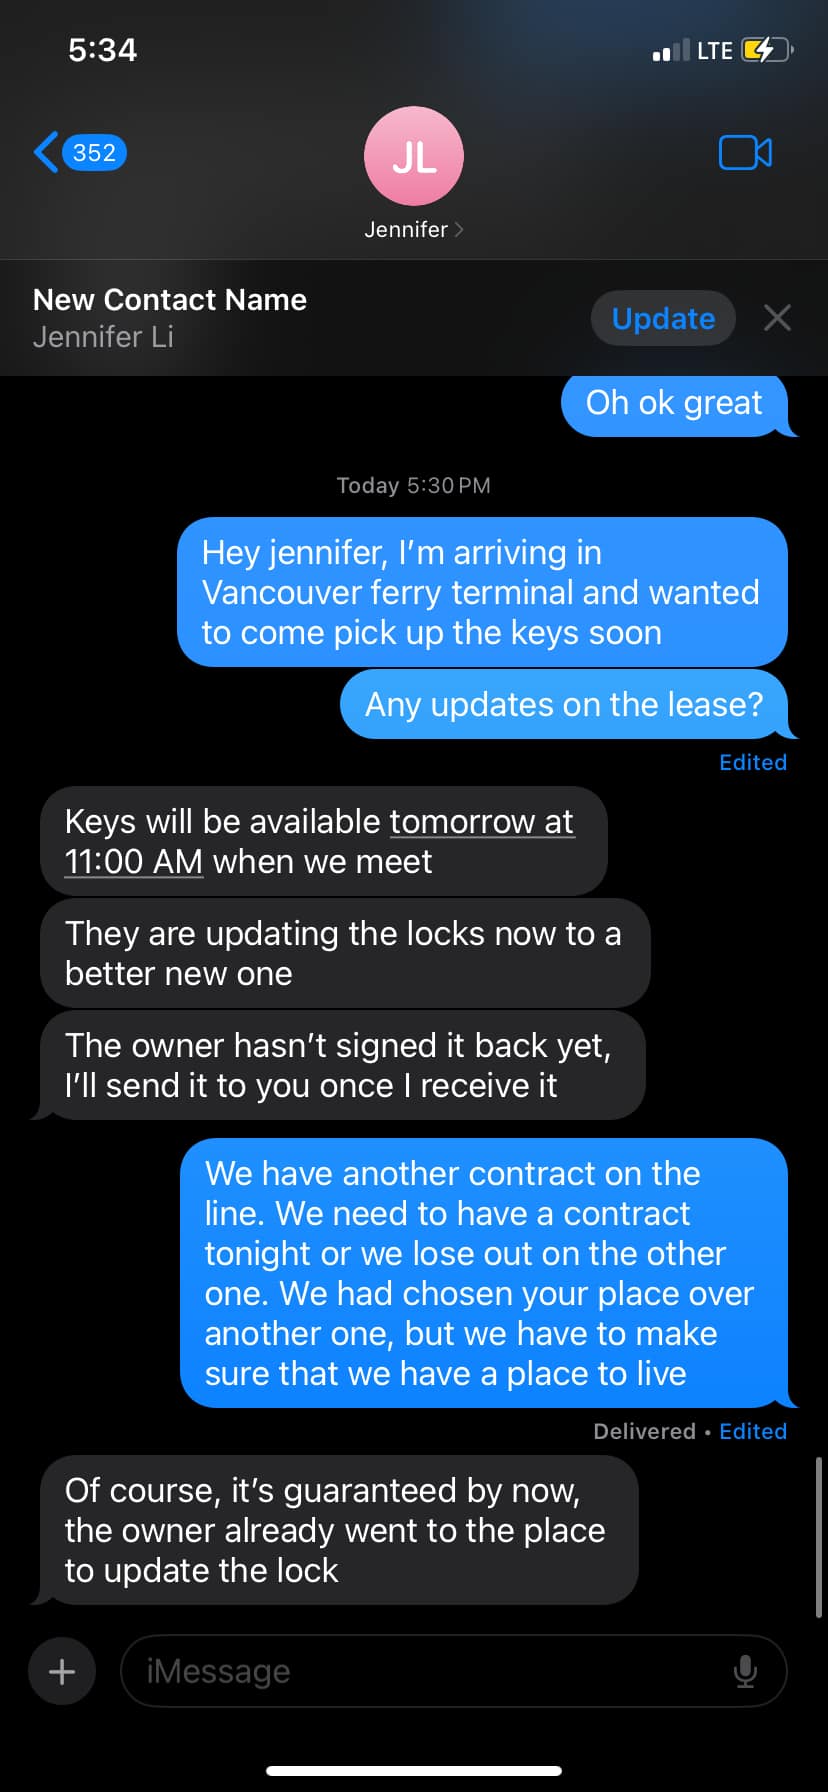 5:34
LTE
352
JL
Jennifer
New Contact Name
Jennifer Li
Update
Oh ok great
Today 5:30 PM
Hey jennifer, I’m arriving in
Vancouver ferry terminal and wanted
to come pick up the keys soon
Any updates on the lease?
Edited
Keys will be available tomorrow at
11:00 AM when we meet
They are updating the locks now to a
better new one
The owner hasn’t signed it back yet,
I’ll send it to you once I receive it
We have another contract on the
line. We need to have a contract
tonight or we lose out on the other
one. We had chosen your place over
another one, but we have to make
sure that we have a place to live
Delivered • Edited
Of course, it’s guaranteed by now,
the owner already went to the place
to update the lock
iMessage